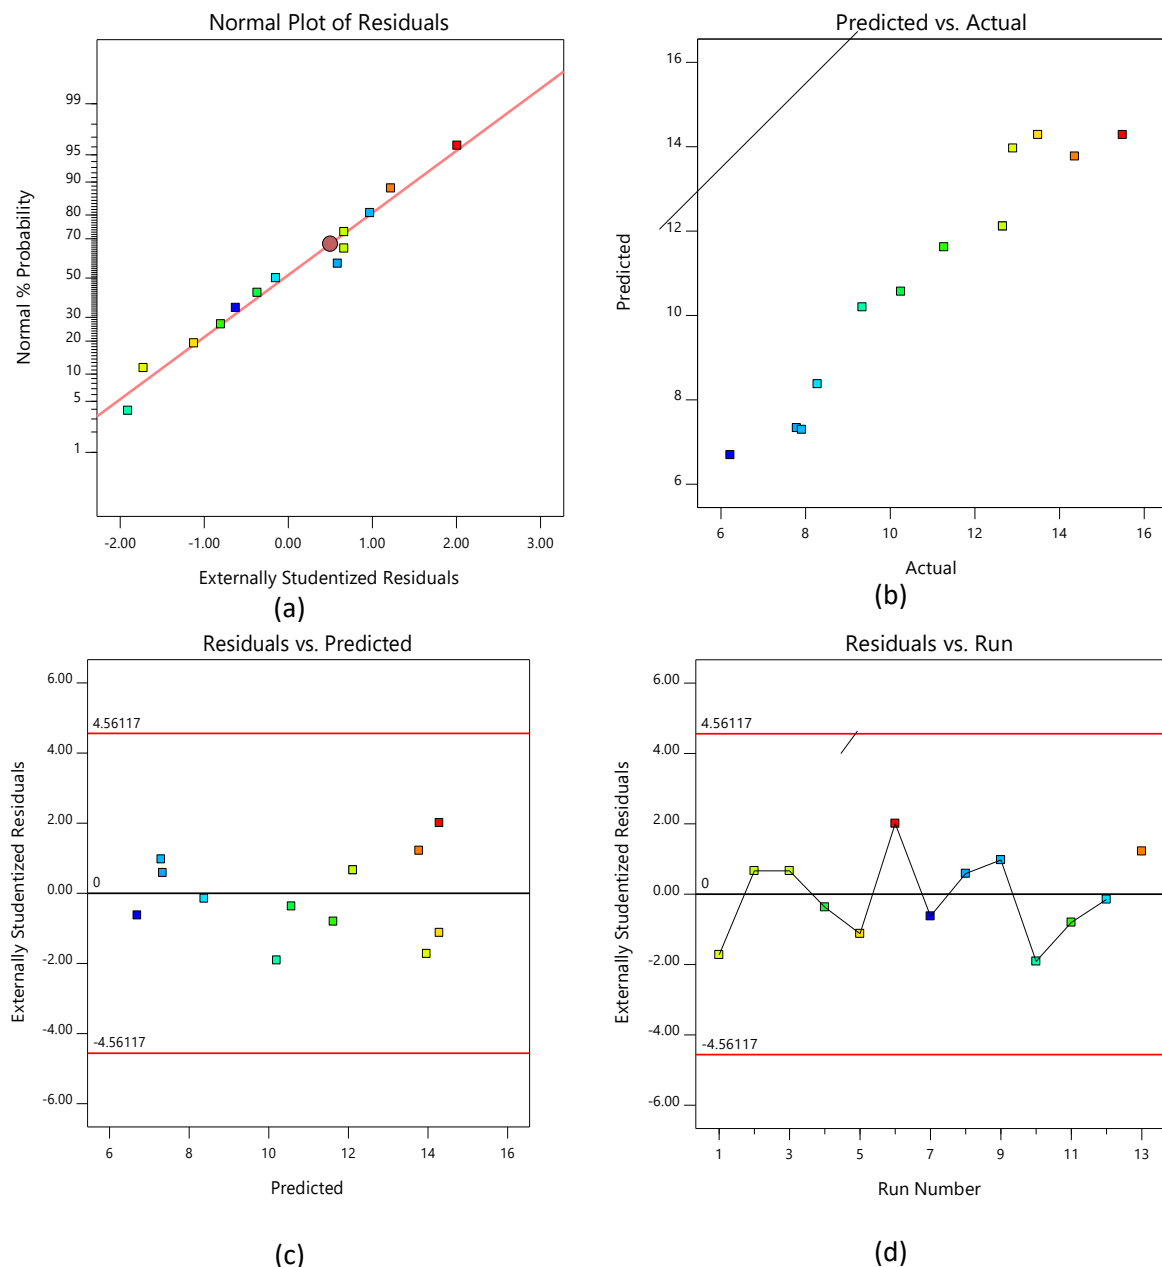 Normal Plot of Residuals
Normal % Probability
99
95
90
80
70
50
30
20
10
5
1
-2.00 -1.00 0.00 1.00 2.00 3.00
Externally Studentized Residuals
(a)
Predicted vs. Actual
Predicted
16
14
12
10
8
6
6 8 10 12 14 16
Actual
(b)
Residuals vs. Predicted
Externally Studentized Residuals
6.00
4.56117
4.00
2.00
0.00
0
-2.00
-4.00
-4.56117
-6.00
6 8 10 12 14 16
Predicted
(c)
Residuals vs. Run
Externally Studentized Residuals
6.00
4.56117
4.00
2.00
0.00
0
-2.00
-4.00
-4.56117
-6.00
1 3 5 7 9 11 13
Run Number
(d)